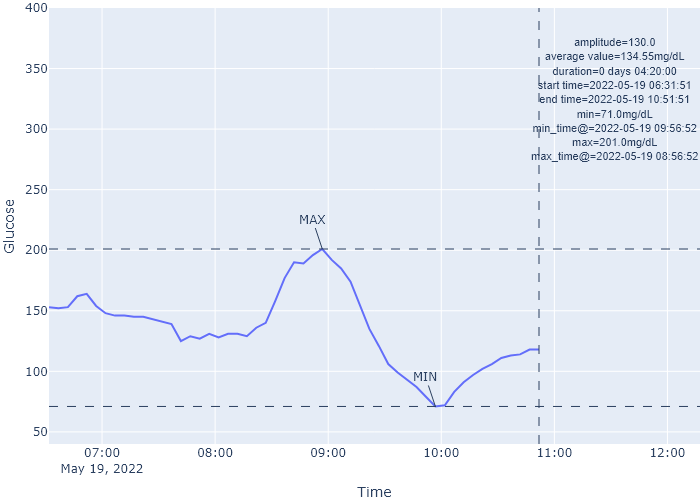 400
350
300
250
200
150
100
50
Glucose
amplitude=130.0
average value=134.55mg/dL
duration=0 days 04:20:00
start time=2022-05-19 06:31:51
end time=2022-05-19 10:51:51
min=71.0mg/dL
min_time@=2022-05-19 09:56:52
max=201.0mg/dL
max_time@=2022-05-19 08:56:52
MAX
MIN
07:00 08:00 09:00 10:00 11:00 12:00
May 19, 2022
Time